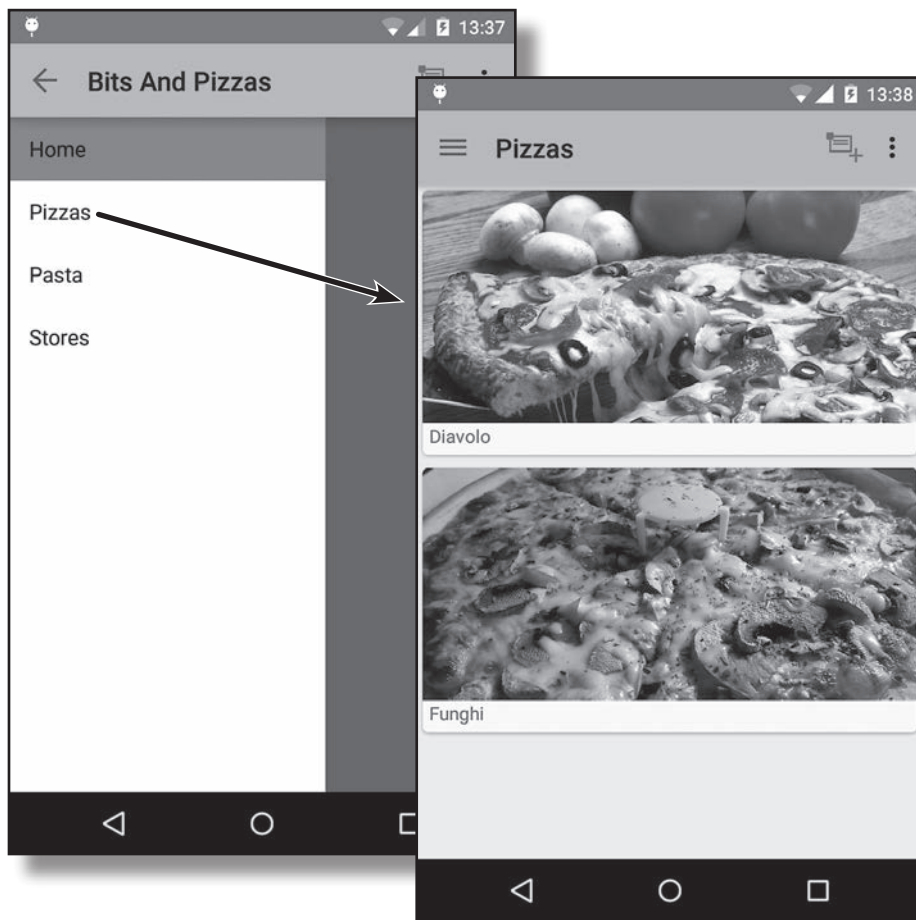 13:37
Bits And Pizzas
Home
Pizzas
Pasta
Stores
13:38
Pizzas
Diavolo
Funghi